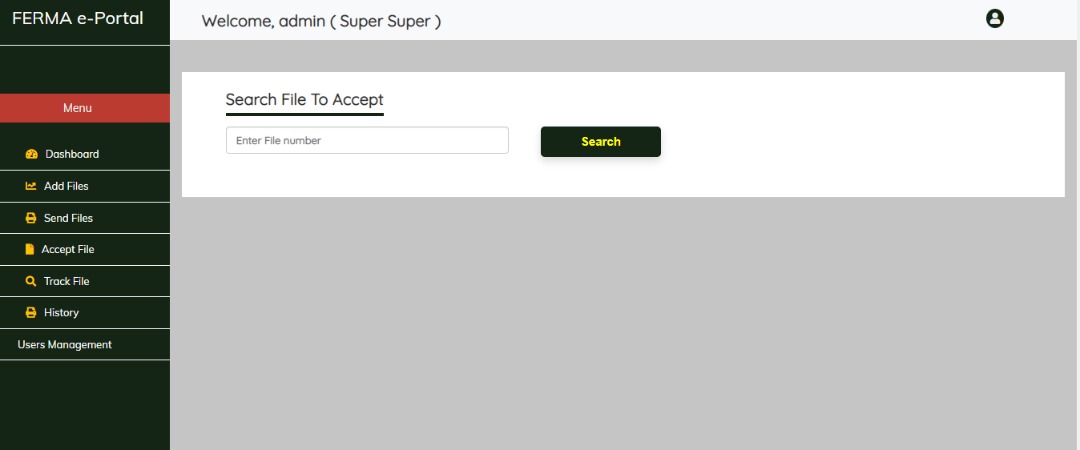 FERMA e-Portal
Welcome, admin ( Super Super )
Menu
Search File To Accept
Enter File number
Search
Dashboard
Add Files
Send Files
Accept File
Track File
History
Users Management